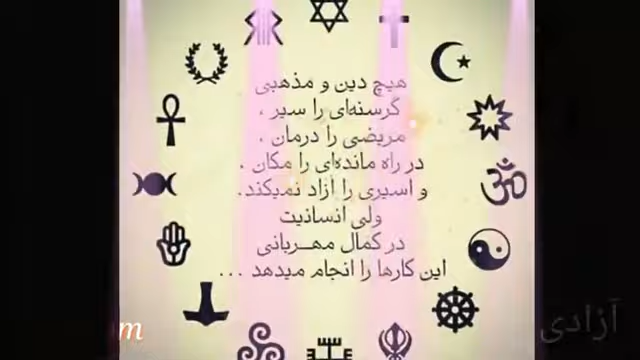 هیچ دین و مذهبی
گرسنه‌ای را سیر ،
مریضی را درمان ،
در راه مانده‌ای را مکان ،
و اسیری را آزاد نمیکند.
ولی انسانیت
در کمال مهـربانی
این کارها را انجام میدهد ...
آزادی
m